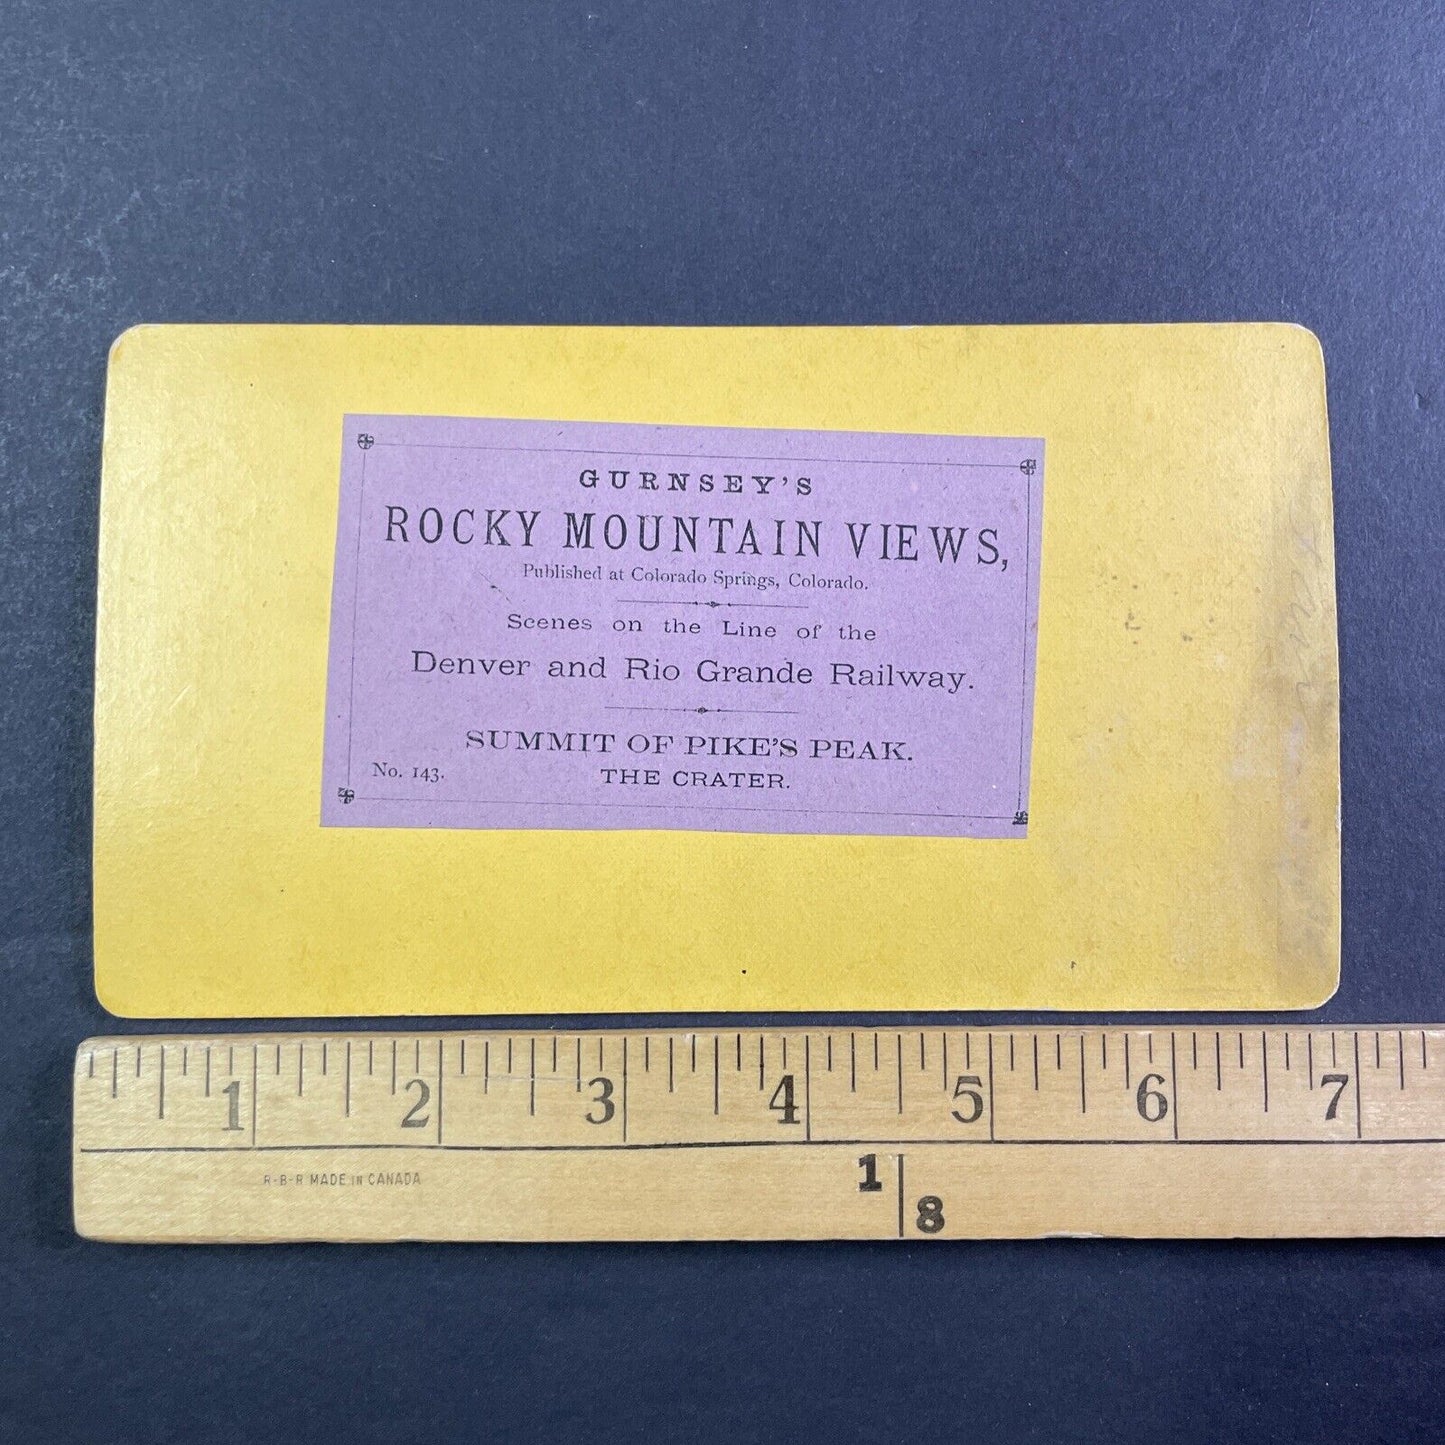 GURNSEY'S
ROCKY MOUNTAIN VIEWS,
Published at Colorado Springs, Colorado.
Scenes on the Line of the
Denver and Rio Grande Railway.
SUMMIT OF PIKE'S PEAK.
No. 143.
THE CRATER.
1 2 3 4 5 6 7
R-B-R MADE IN CANADA
1 8